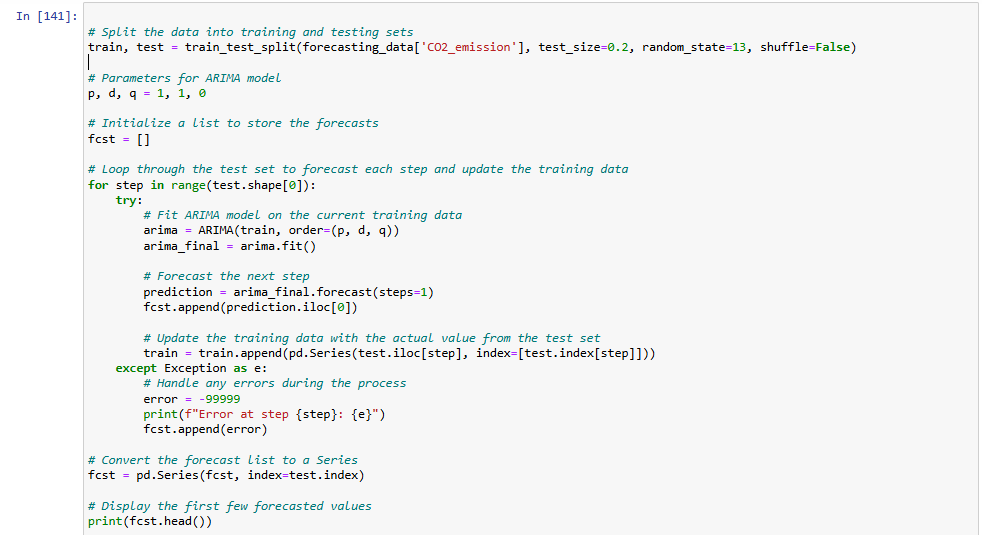 In [141]:
# Split the data into training and testing sets
train, test = train_test_split(forecasting_data['CO2_emission'], test_size=0.2, random_state=13, shuffle=False)
# Parameters for ARIMA model
p, d, q = 1, 1, 0
# Initialize a list to store the forecasts
fcst = []
# Loop through the test set to forecast each step and update the training data
for step in range(test.shape[0]):
    try:
        # Fit ARIMA model on the current training data
        arima = ARIMA(train, order=(p, d, q))
        arima_final = arima.fit()
        # Forecast the next step
        prediction = arima_final.forecast(steps=1)
        fcst.append(prediction.iloc[0])
        # Update the training data with the actual value from the test set
        train = train.append(pd.Series(test.iloc[step], index=[test.index[step]]))
    except Exception as e:
        # Handle any errors during the process
        error = -99999
        print(f"Error at step {step}: {e}")
        fcst.append(error)
# Convert the forecast list to a Series
fcst = pd.Series(fcst, index=test.index)
# Display the first few forecasted values
print(fcst.head())